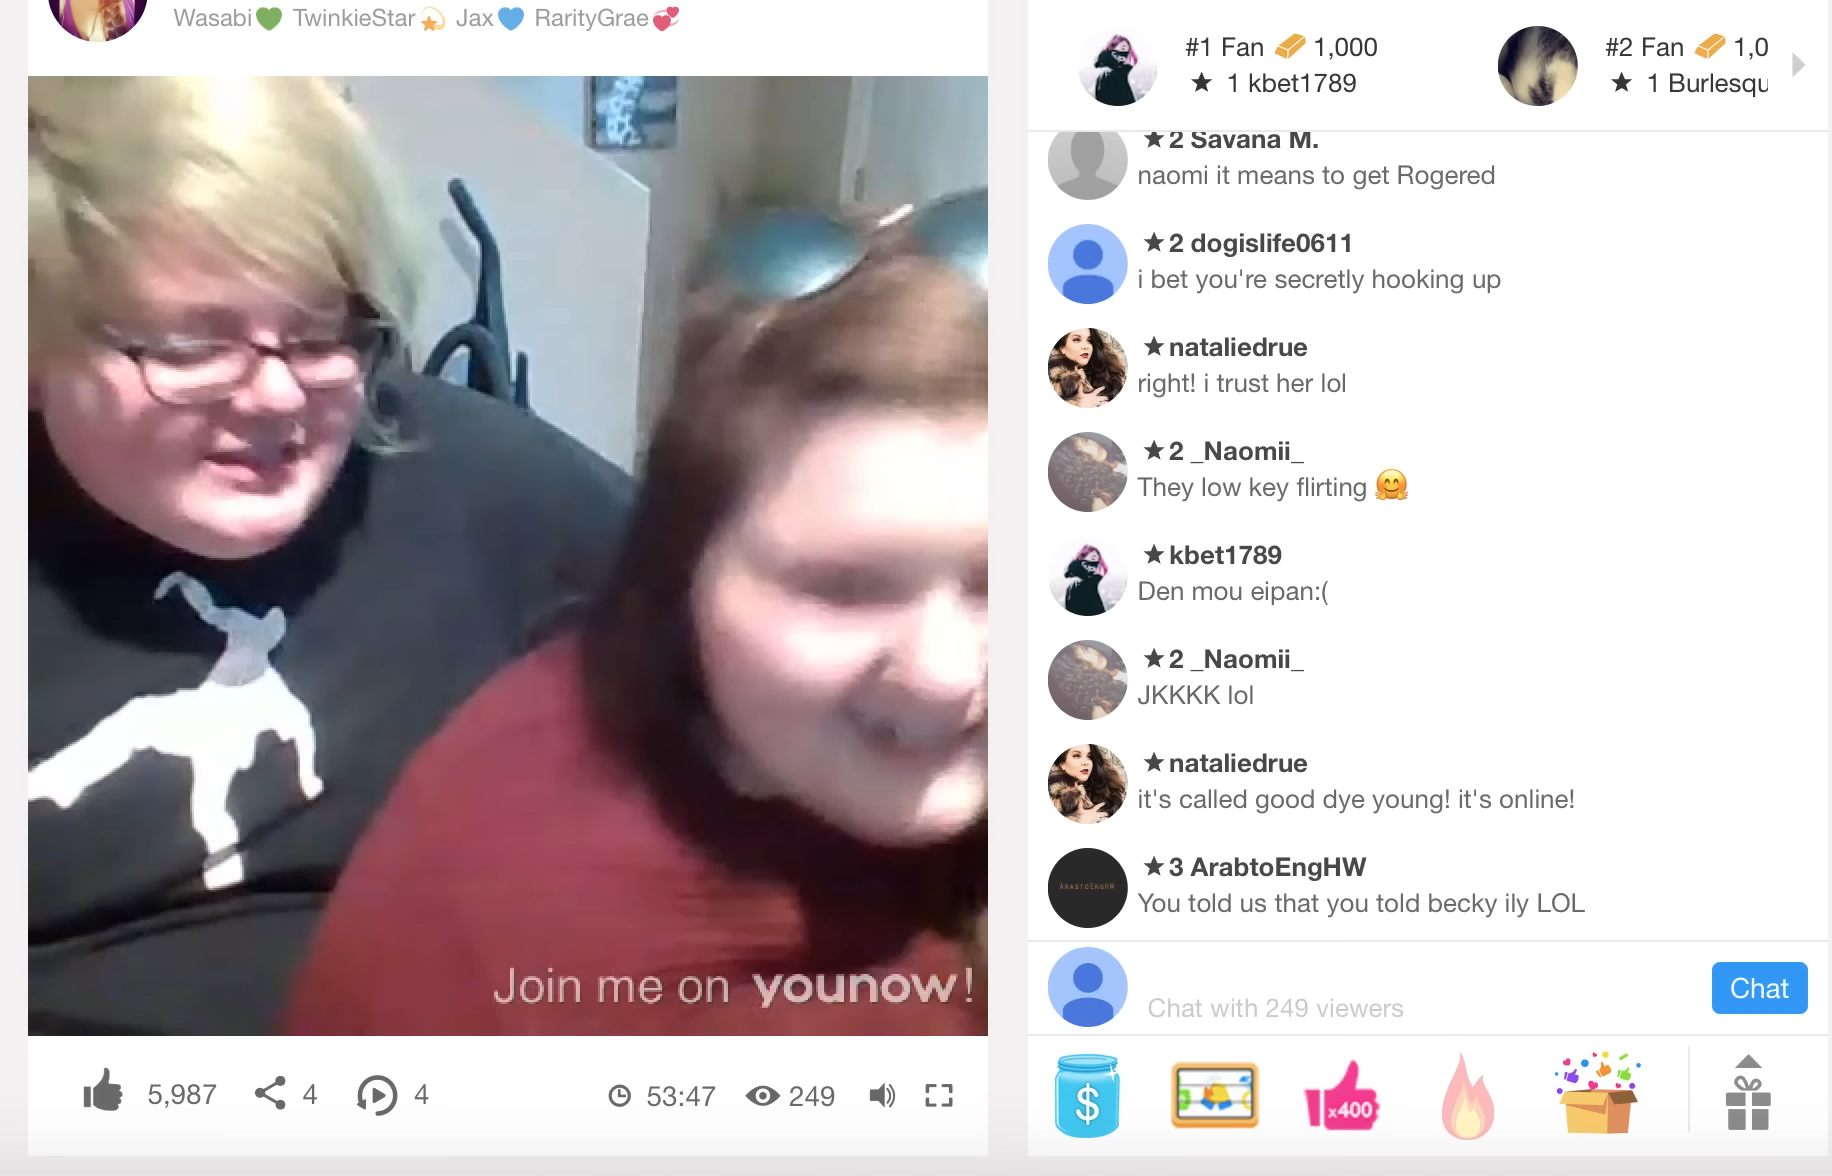 Wasabi💚 TwinkieStar💫 Jax💙 RarityGrae💞
Join me on younow!
5,987
4
4
53:47
249
#1 Fan 1,000
★ 1 kbet1789
#2 Fan 1,0
★ 1 Burlesqu
★2 Savana M.
naomi it means to get Rogered
★2 dogislife0611
i bet you're secretly hooking up
★nataliedrue
right! i trust her lol
★2 _Naomii_
They low key flirting 🤗
★kbet1789
Den mou eipan:(
★2 _Naomii_
JKKKK lol
★nataliedrue
it's called good dye young! it's online!
ARABTOENGHW
★3 ArabtoEngHW
You told us that you told becky ily LOL
Chat with 249 viewers
Chat
$
x400